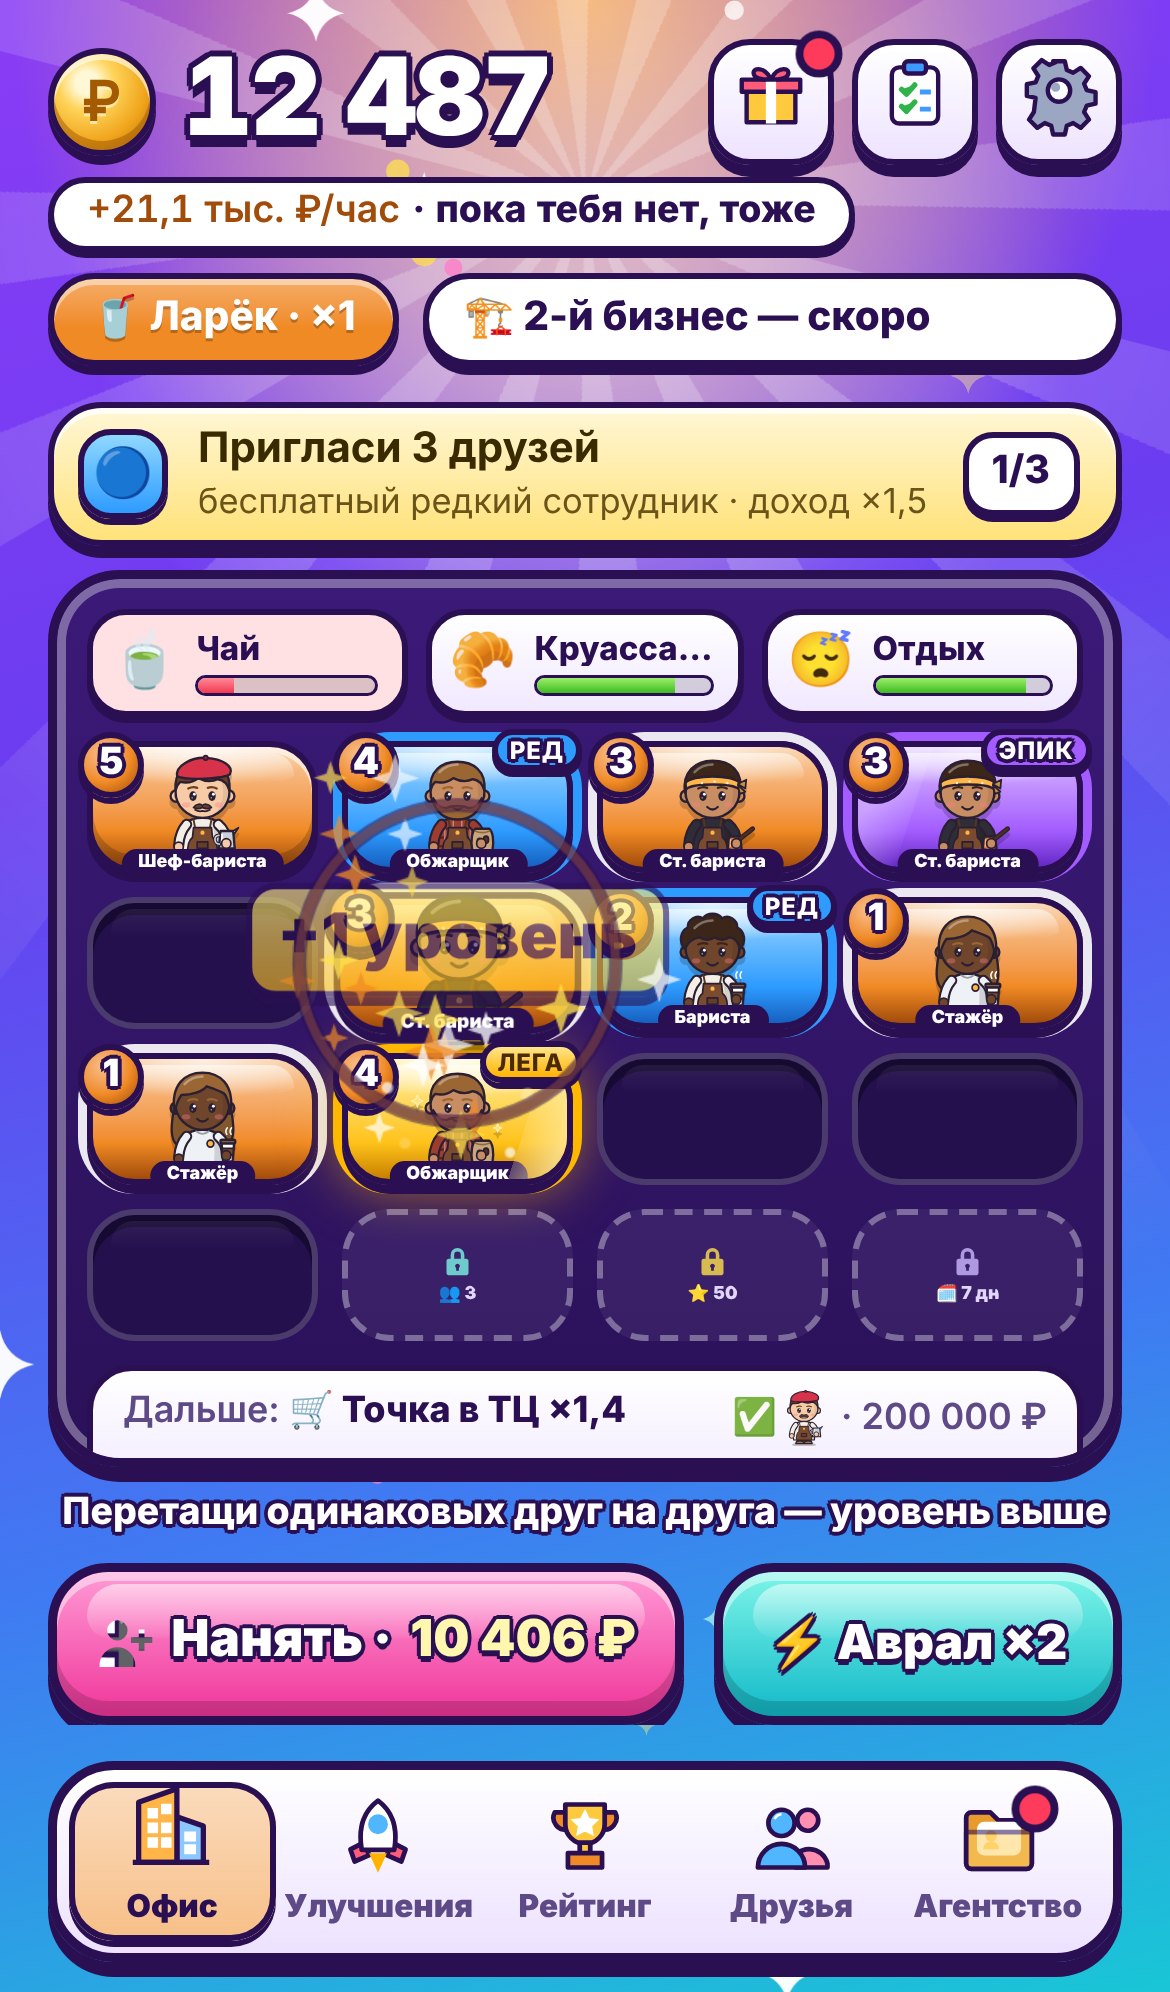 ₽ 12 487
+21,1 тыс. ₽/час · пока тебя нет, тоже
Ларёк · ×1
2-й бизнес — скоро
Пригласи 3 друзей
бесплатный редкий сотрудник · доход ×1,5
1/3
Чай
Круасса...
Отдых
5 Шеф-бариста
4 РЕД Обжарщик
3 Ст. бариста
3 ЭПИК Ст. бариста
+1 уровень
3 Ст. бариста
2 РЕД Бариста
1 Стажёр
1 Стажёр
4 ЛЕГА Обжарщик
3
50
7 дн
Дальше: Точка в ТЦ ×1,4 · 200 000 ₽
Перетащи одинаковых друг на друга — уровень выше
Нанять · 10 406 ₽
Аврал ×2
Офис
Улучшения
Рейтинг
Друзья
Агентство